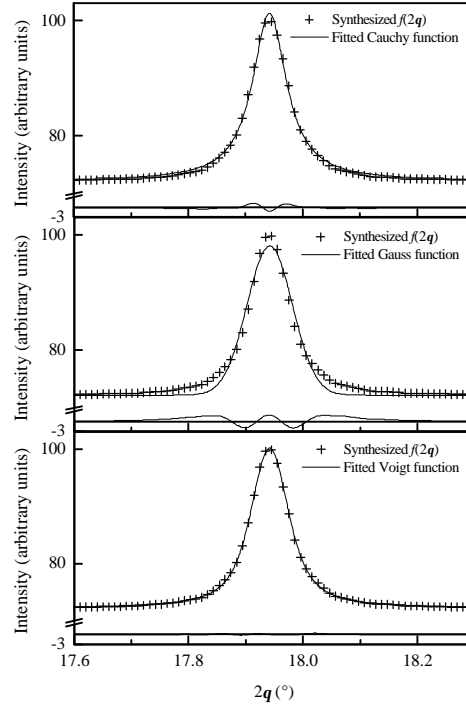 100
80
-3
Intensity (arbitrary units)
+ Synthesized f(2q)
Fitted Cauchy function
100
80
-3
Intensity (arbitrary units)
+ Synthesized f(2q)
Fitted Gauss function
100
80
-3
Intensity (arbitrary units)
+ Synthesized f(2q)
Fitted Voigt function
17.6 17.8 18.0 18.2
2q (°)